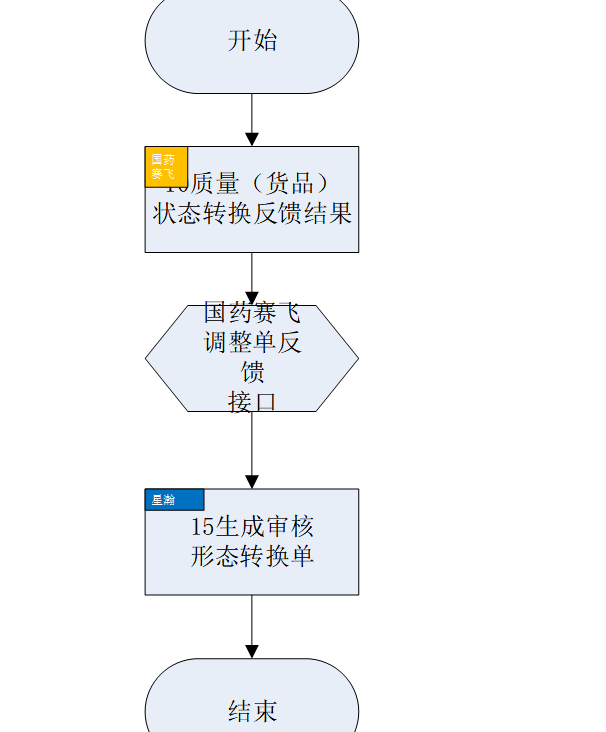 开始
国药
赛飞
10质量（货品）
状态转换反馈结果
国药赛飞
调整单反
馈
接口
星瀚
15生成审核
形态转换单
结束